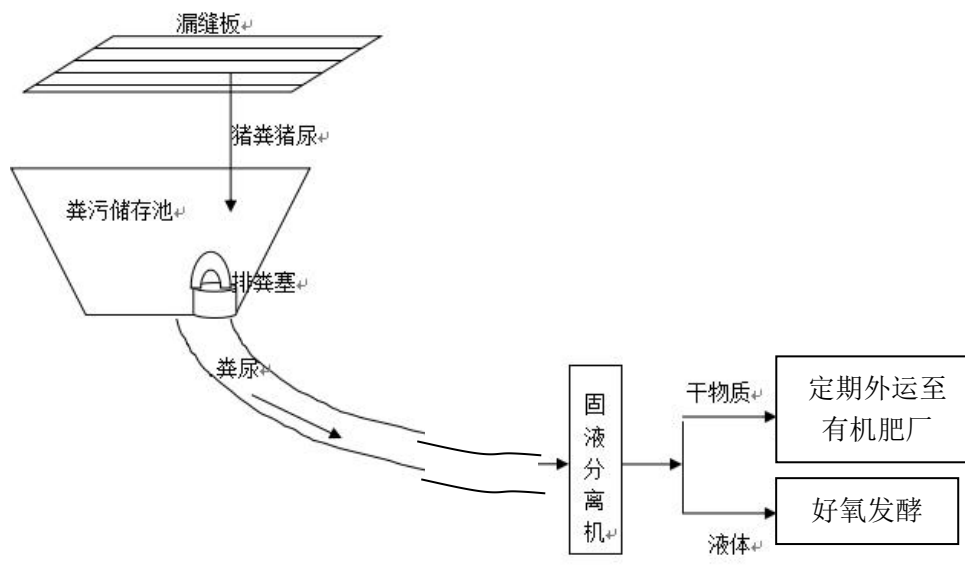 漏缝板
猪粪猪尿
粪污储存池
排粪塞
粪尿
固液分离机
干物质
定期外运至
有机肥厂
好氧发酵
液体